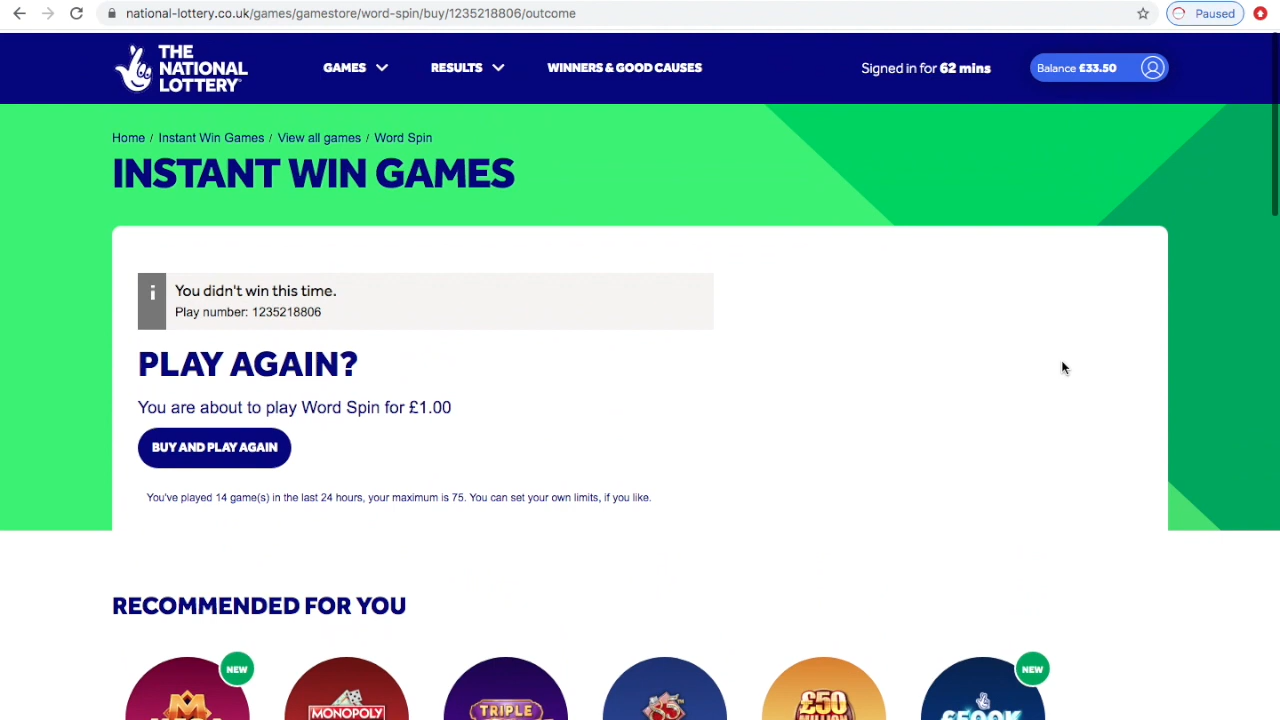 national-lottery.co.uk/games/gamestore/word-spin/buy/1235218806/outcome
Paused
THE
NATIONAL
LOTTERY
GAMES
RESULTS
WINNERS & GOOD CAUSES
Signed in for 62 mins
Balance £33.50
Home / Instant Win Games / View all games / Word Spin
INSTANT WIN GAMES
i
You didn't win this time.
Play number: 1235218806
PLAY AGAIN?
You are about to play Word Spin for £1.00
BUY AND PLAY AGAIN
You've played 14 game(s) in the last 24 hours, your maximum is 75. You can set your own limits, if you like.
RECOMMENDED FOR YOU
NEW
NEW
MONOPOLY
TRIPLE
£50
£500K